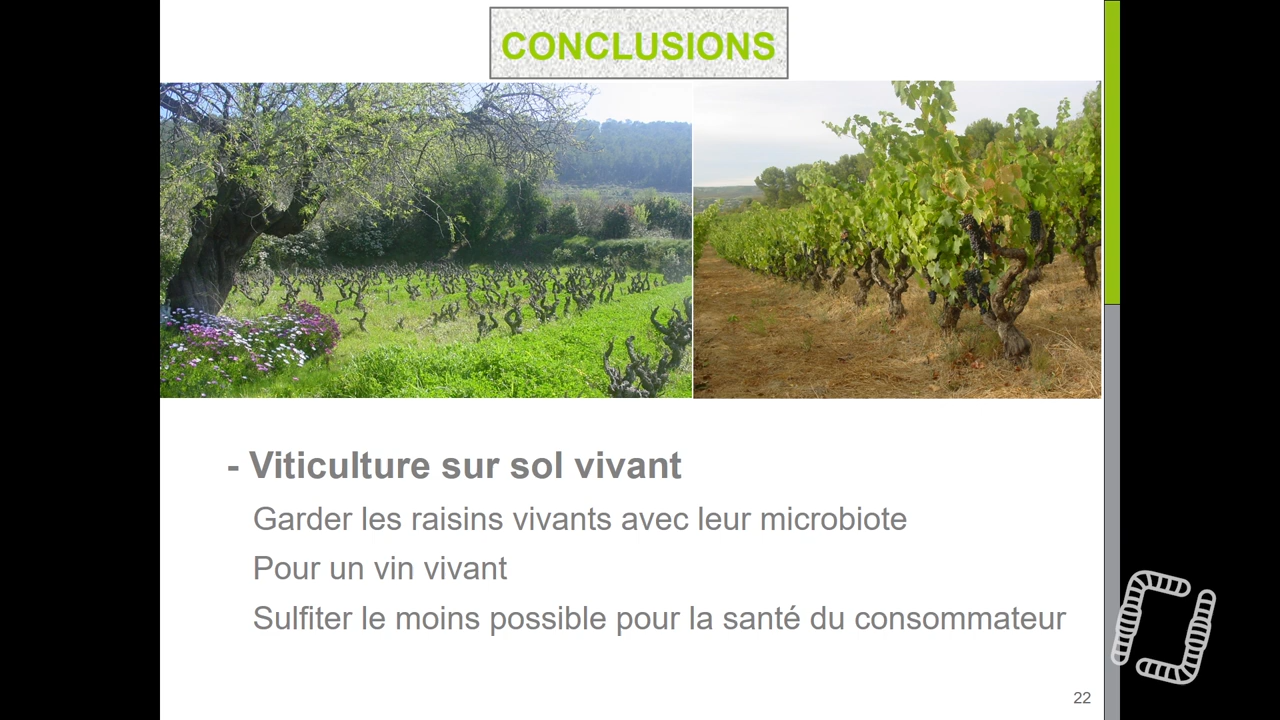 CONCLUSIONS
- Viticulture sur sol vivant
Garder les raisins vivants avec leur microbiote
Pour un vin vivant
Sulfiter le moins possible pour la santé du consommateur
22